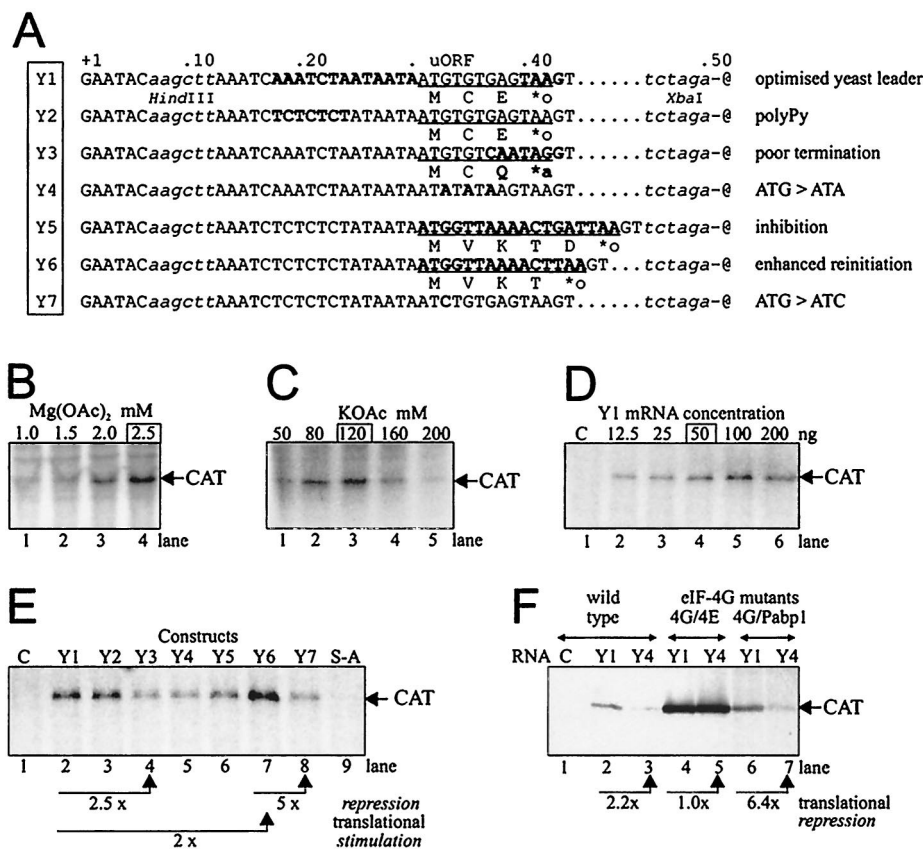 A
+1 .10 .20 uORF .40 .50
Y1 GAATACaagcttAAATCAAATCTAATAATAATGTGTGAGTAAGT......tctaga-@ optimised yeast leader
HindIII M C E *o XbaI
Y2 GAATACaagcttAAATCTCTCTCTATAATAATGTGTGAGTAAGT......tctaga-@ polyPy
M C E *o
Y3 GAATACaagcttAAATCTCTCTCTATAATAATGTGTCAATAGGT......tctaga-@ poor termination
M C Q *a
Y4 GAATACaagcttAAATCTCTCTCTATAATAATATATAAGTAAGT......tctaga-@ ATG > ATA
Y5 GAATACaagcttAAATCTCTCTCTATAATAATGGTTAAAACTGATTAAGT...tctaga-@ inhibition
M V K T D *o
Y6 GAATACaagcttAAATCTCTCTCTATAATAATGGTTAAAACTTAAGT...tctaga-@ enhanced reinitiation
M V K T *o
Y7 GAATACaagcttAAATCTCTCTCTATAATAATCTGTGAGTAAGT......tctaga-@ ATG > ATC
B
Mg(OAc)2 mM
1.0 1.5 2.0 2.5
CAT
1 2 3 4 lane
C
KOAc mM
50 80 120 160 200
CAT
1 2 3 4 5 lane
D
Y1 mRNA concentration
C 12.5 25 50 100 200 ng
CAT
1 2 3 4 5 6 lane
E
Constructs
C Y1 Y2 Y3 Y4 Y5 Y6 Y7 S-A
CAT
1 2 3 4 5 6 7 8 9 lane
2.5 x 5 x repression
translational
2 x stimulation
F
wild type
eIF-4G mutants
4G/4E 4G/Pabp1
RNA C Y1 Y4 Y1 Y4 Y1 Y4
CAT
1 2 3 4 5 6 7 lane
2.2x 1.0x 6.4x translational
repression